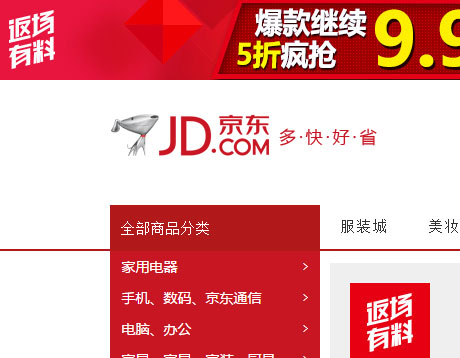 返场
有料
爆款继续
5折疯抢
9.9
JD.京东
.COM
多·快·好·省
全部商品分类
服装城
美妆
家用电器 >
手机、数码、京东通信 >
电脑、办公 >
返场
有料